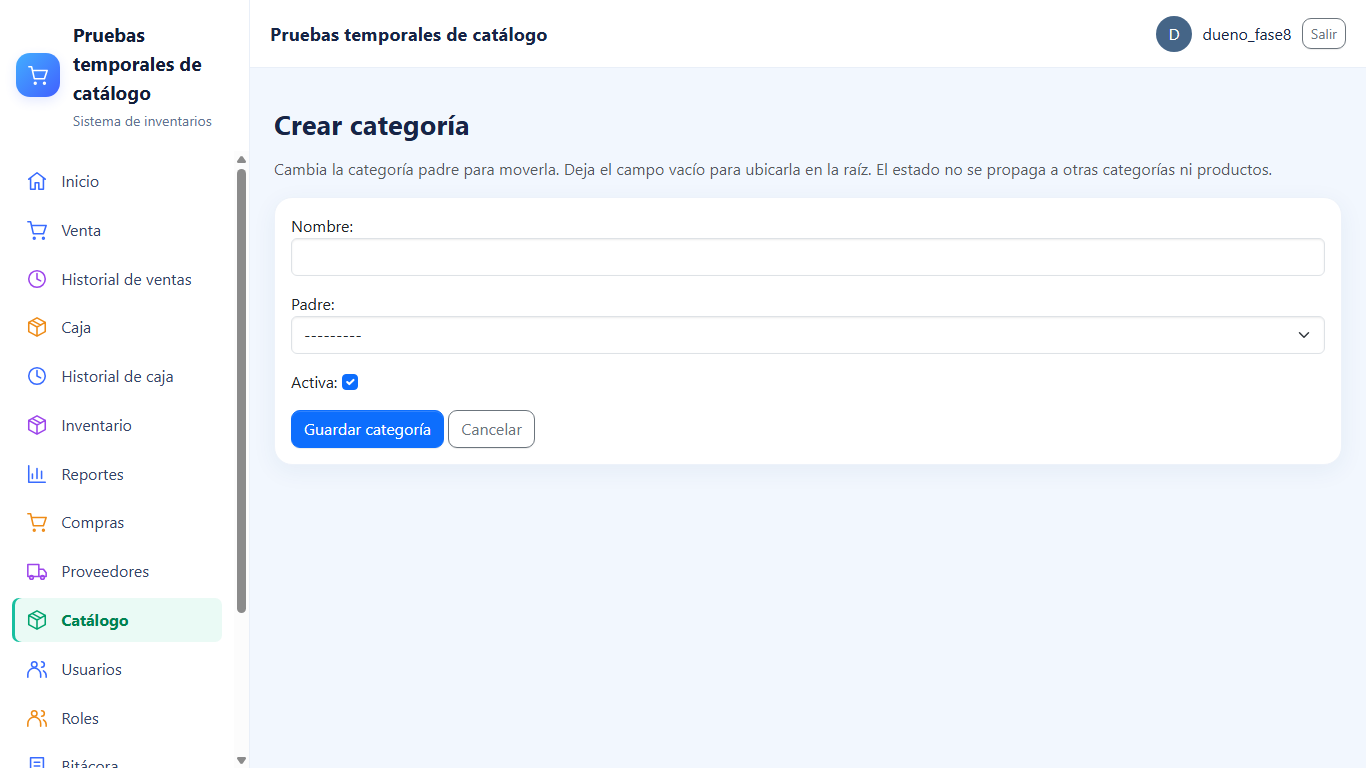 Pruebas
temporales de
catálogo
Sistema de inventarios
Inicio
Venta
Historial de ventas
Caja
Historial de caja
Inventario
Reportes
Compras
Proveedores
Catálogo
Usuarios
Roles
Bitácora
Pruebas temporales de catálogo
D
dueno_fase8
Salir
Crear categoría
Cambia la categoría padre para moverla. Deja el campo vacío para ubicarla en la raíz. El estado no se propaga a otras categorías ni productos.
Nombre:
Padre:
---------
Activa:
Guardar categoría
Cancelar